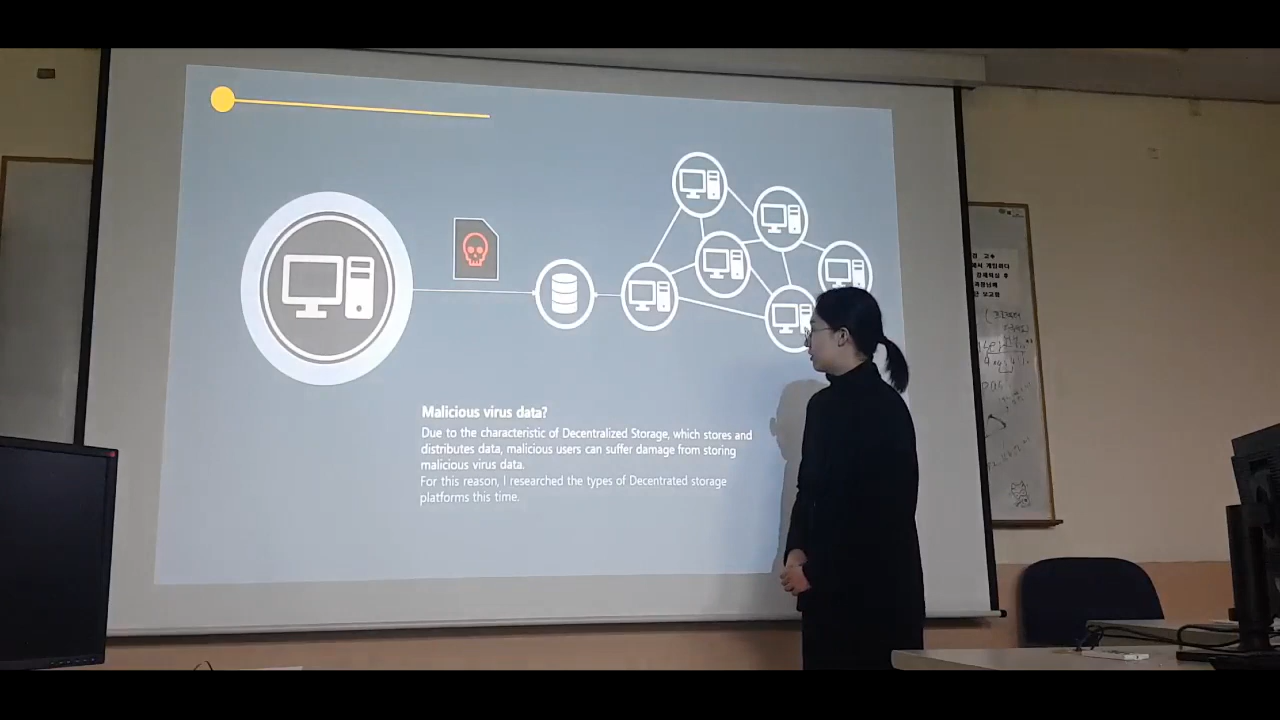 Malicious virus data?
Due to the characteristic of Decentralized Storage, which stores and
distributes data, malicious users can suffer damage from storing
malicious virus data.
For this reason, I researched the types of Decentrated storage
platforms this time.